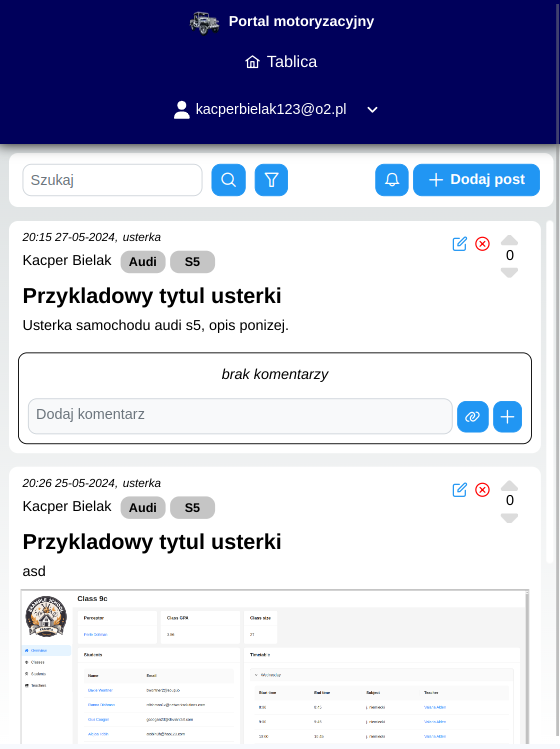 Portal motoryzacyjny
Tablica
kacperbielak123@o2.pl
Szukaj
Dodaj post
20:15 27-05-2024, usterka
0
Kacper Bielak Audi S5
Przykladowy tytul usterki
Usterka samochodu audi s5, opis ponizej.
brak komentarzy
Dodaj komentarz
20:26 25-05-2024, usterka
0
Kacper Bielak Audi S5
Przykladowy tytul usterki
asd
Class 9c
Perceptor Class GPA Class size
Students
Name Email
Timetable
Wednesday
Start time End time Subject Teacher
Classes
Students
Teachers